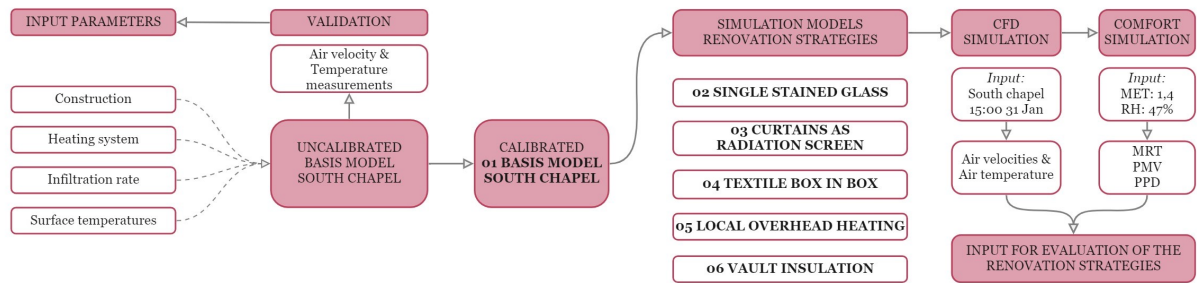 INPUT PARAMETERS
VALIDATION
Air velocity &
Temperature
measurements
Construction
Heating system
Infiltration rate
Surface temperatures
UNCALIBRATED
BASIS MODEL
SOUTH CHAPEL
CALIBRATED
01 BASIS MODEL
SOUTH CHAPEL
SIMULATION MODELS
RENOVATION STRATEGIES
02 SINGLE STAINED GLASS
03 CURTAINS AS
RADIATION SCREEN
04 TEXTILE BOX IN BOX
05 LOCAL OVERHEAD HEATING
06 VAULT INSULATION
CFD
SIMULATION
Input:
South chapel
15:00 31 Jan
Air velocities &
Air temperature
COMFORT
SIMULATION
Input:
MET: 1,4
RH: 47%
MRT
PMV
PPD
INPUT FOR EVALUATION OF THE
RENOVATION STRATEGIES